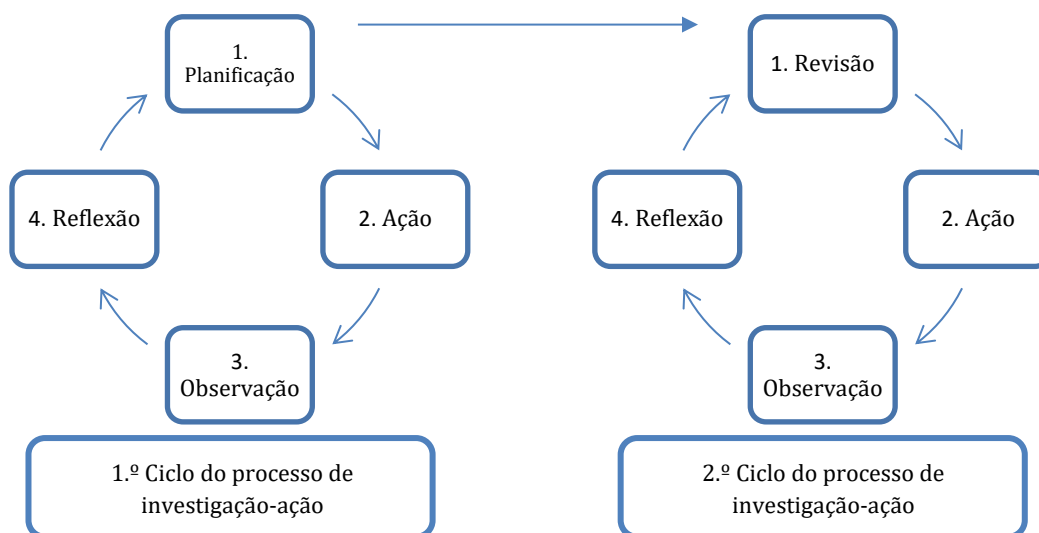 1.
Planificação
2. Ação
3.
Observação
4. Reflexão
1.º Ciclo do processo de
investigação-ação
1. Revisão
2. Ação
3.
Observação
4. Reflexão
2.º Ciclo do processo de
investigação-ação